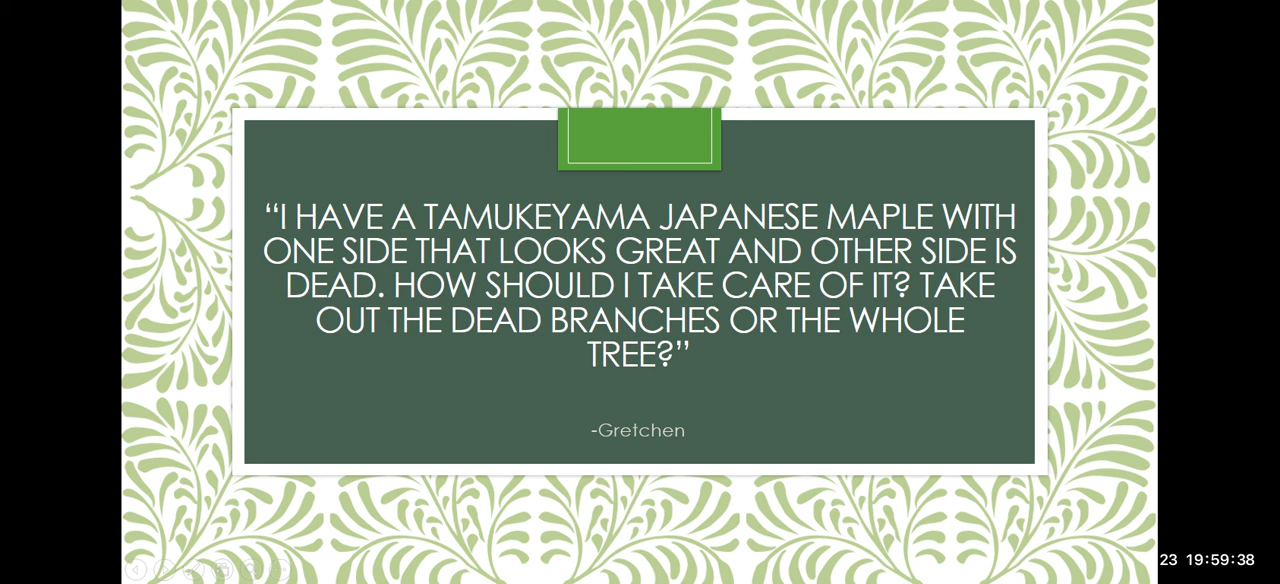 “I HAVE A TAMUKEYAMA JAPANESE MAPLE WITH
ONE SIDE THAT LOOKS GREAT AND OTHER SIDE IS
DEAD. HOW SHOULD I TAKE CARE OF IT? TAKE
OUT THE DEAD BRANCHES OR THE WHOLE
TREE?”
-Gretchen
23 19:59:38